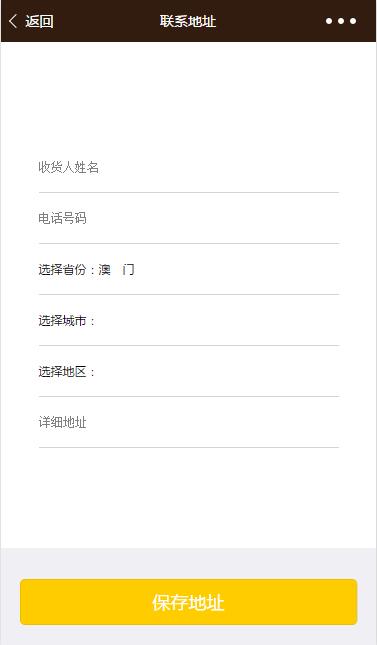 返回 联系地址
收货人姓名
电话号码
选择省份：澳　门
选择城市：
选择地区：
详细地址
保存地址